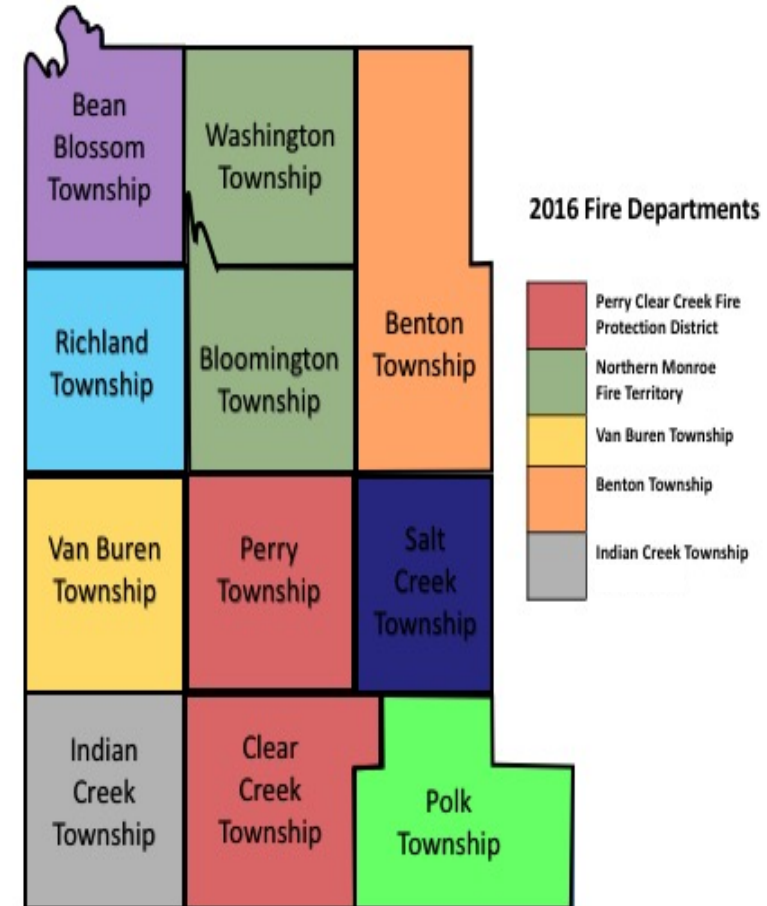 Bean
Blossom
Township
Washington
Township
Richland
Township
Bloomington
Township
Benton
Township
Van Buren
Township
Perry
Township
Salt
Creek
Township
Indian
Creek
Township
Clear
Creek
Township
Polk
Township
2016 Fire Departments
Perry Clear Creek Fire
Protection District
Northern Monroe
Fire Territory
Van Buren Township
Benton Township
Indian Creek Township